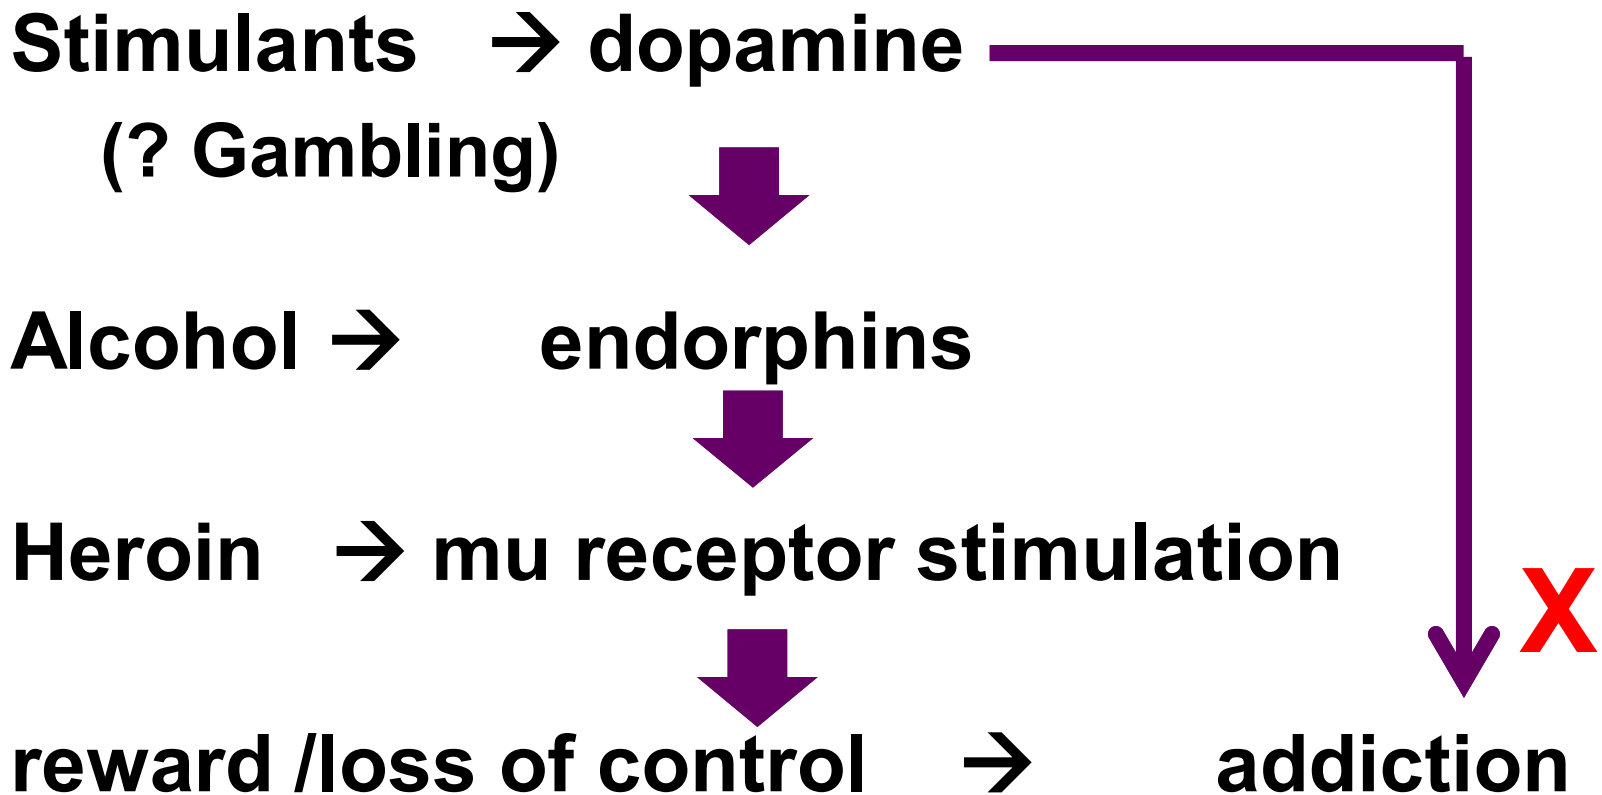 Stimulants → dopamine
(? Gambling)
Alcohol → endorphins
Heroin → mu receptor stimulation
X
reward /loss of control → addiction